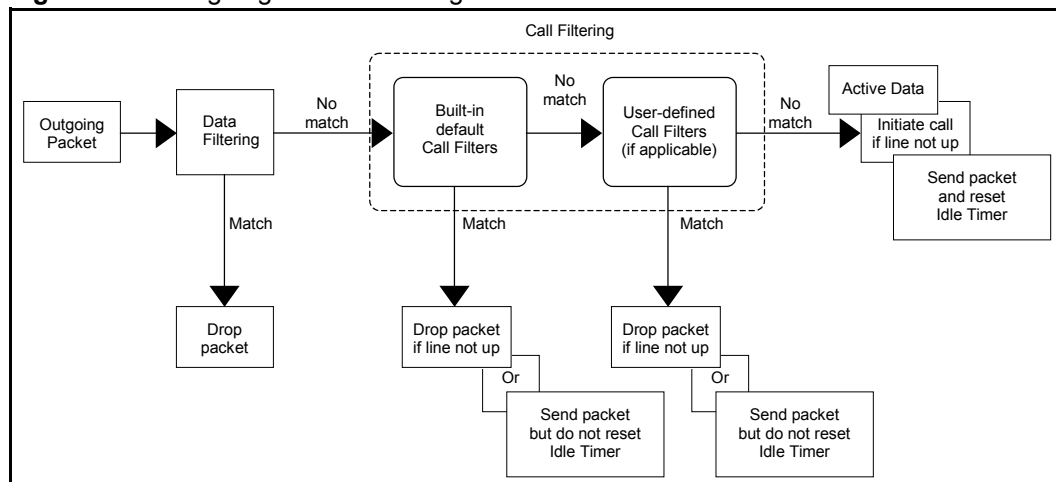 Call Filtering
Outgoing
Packet
Data
Filtering
No
match
Built-in
default
Call Filters
No
match
User-defined
Call Filters
(if applicable)
No
match
Active Data
Initiate call
if line not up
Send packet
and reset
Idle Timer
Match
Match
Match
Drop
packet
Drop packet
if line not up
Or
Send packet
but do not reset
Idle Timer
Drop packet
if line not up
Or
Send packet
but do not reset
Idle Timer